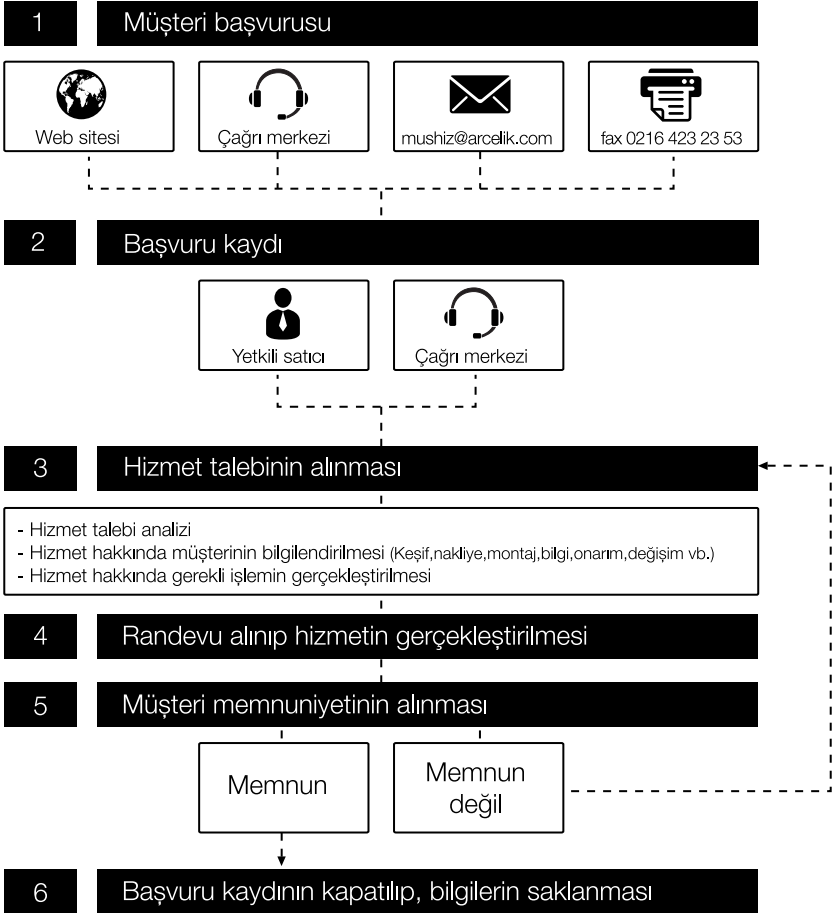 1 Müşteri başvurusu
Web sitesi
Çağrı merkezi
mushiz@arcelik.com
fax 0216 423 23 53
2 Başvuru kaydı
Yetkili satıcı
Çağrı merkezi
3 Hizmet talebinin alınması
- Hizmet talebi analizi
- Hizmet hakkında müşterinin bilgilendirilmesi (Keşif,nakliye,montaj,bilgi,onarım,değişim vb.)
- Hizmet hakkında gerekli işlemin gerçekleştirilmesi
4 Randevu alınıp hizmetin gerçekleştirilmesi
5 Müşteri memnuniyetinin alınması
Memnun
Memnun
değil
6 Başvuru kaydının kapatılıp, bilgilerin saklanması